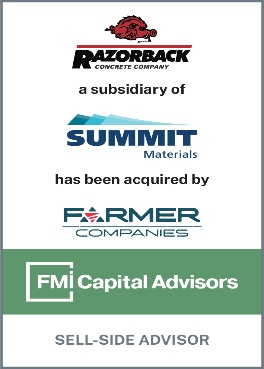 RAZORBACK
CONCRETE COMPANY
a subsidiary of
SUMMIT
Materials
has been acquired by
FARMER
COMPANIES
FMI Capital Advisors
SELL-SIDE ADVISOR